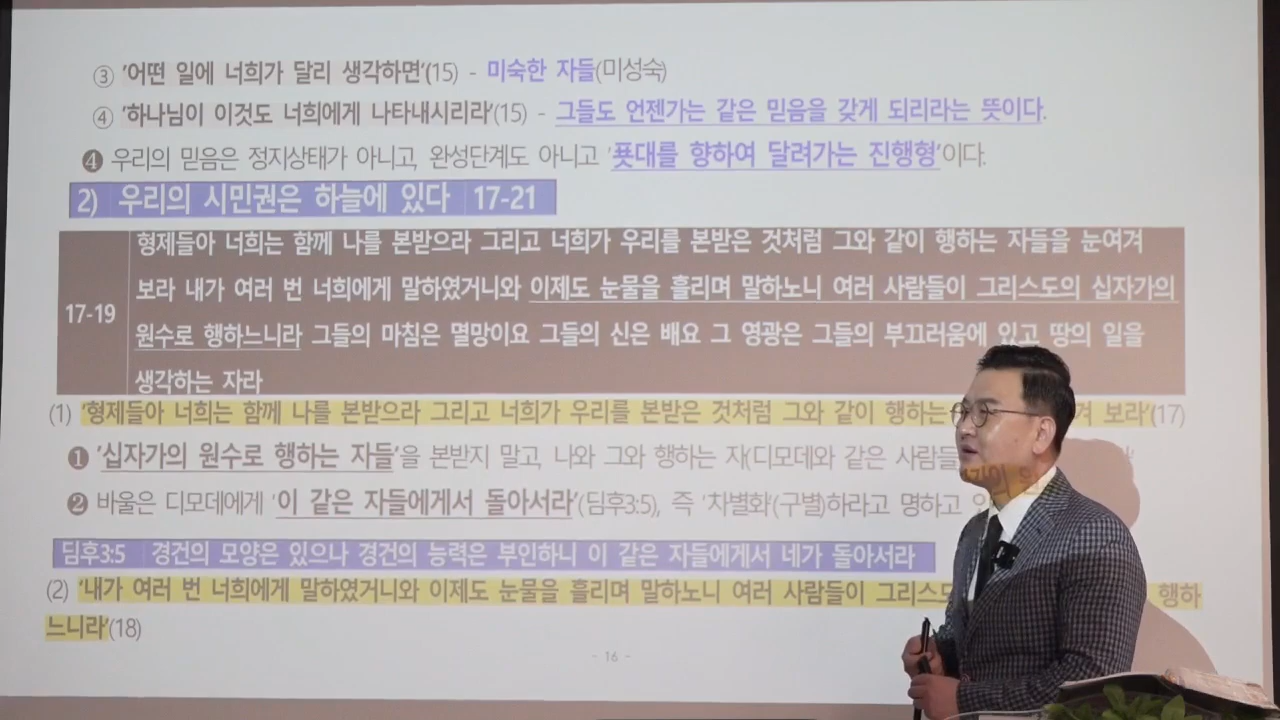 ③ '어떤 일에 너희가 달리 생각하면'(15) - 미숙한 자들(미성숙)
④ '하나님이 이것도 너희에게 나타내시리라'(15) - 그들도 언젠가는 같은 믿음을 갖게 되리라는 뜻이다.
❹ 우리의 믿음은 정지상태가 아니고, 완성단계도 아니고 '푯대를 향하여 달려가는 진행형'이다.
2) 우리의 시민권은 하늘에 있다 17-21
형제들아 너희는 함께 나를 본받으라 그리고 너희가 우리를 본받은 것처럼 그와 같이 행하는 자들을 눈여겨
보라 내가 여러 번 너희에게 말하였거니와 이제도 눈물을 흘리며 말하노니 여러 사람들이 그리스도의 십자가의
17-19
원수로 행하느니라 그들의 마침은 멸망이요 그들의 신은 배요 그 영광은 그들의 부끄러움에 있고 땅의 일을
생각하는 자라
(1) '형제들아 너희는 함께 나를 본받으라 그리고 너희가 우리를 본받은 것처럼 그와 같이 행하는 보라'(17)
❶ '십자가의 원수로 행하는 자들'을 본받지 말고, 나와 그와 행하는 자(디모데와 같은
❷ 바울은 디모데에게 '이 같은 자들에게서 돌아서라'(딤후3:5), 즉 '차별화'(구별)하라고 명하고
딤후3:5 경건의 모양은 있으나 경건의 능력은 부인하니 이 같은 자들에게서 네가 돌아서라
(2) '내가 여러 번 너희에게 말하였거니와 이제도 눈물을 흘리며 말하노니 여러 사람들이 행하
느니라'(18)
- 16 -